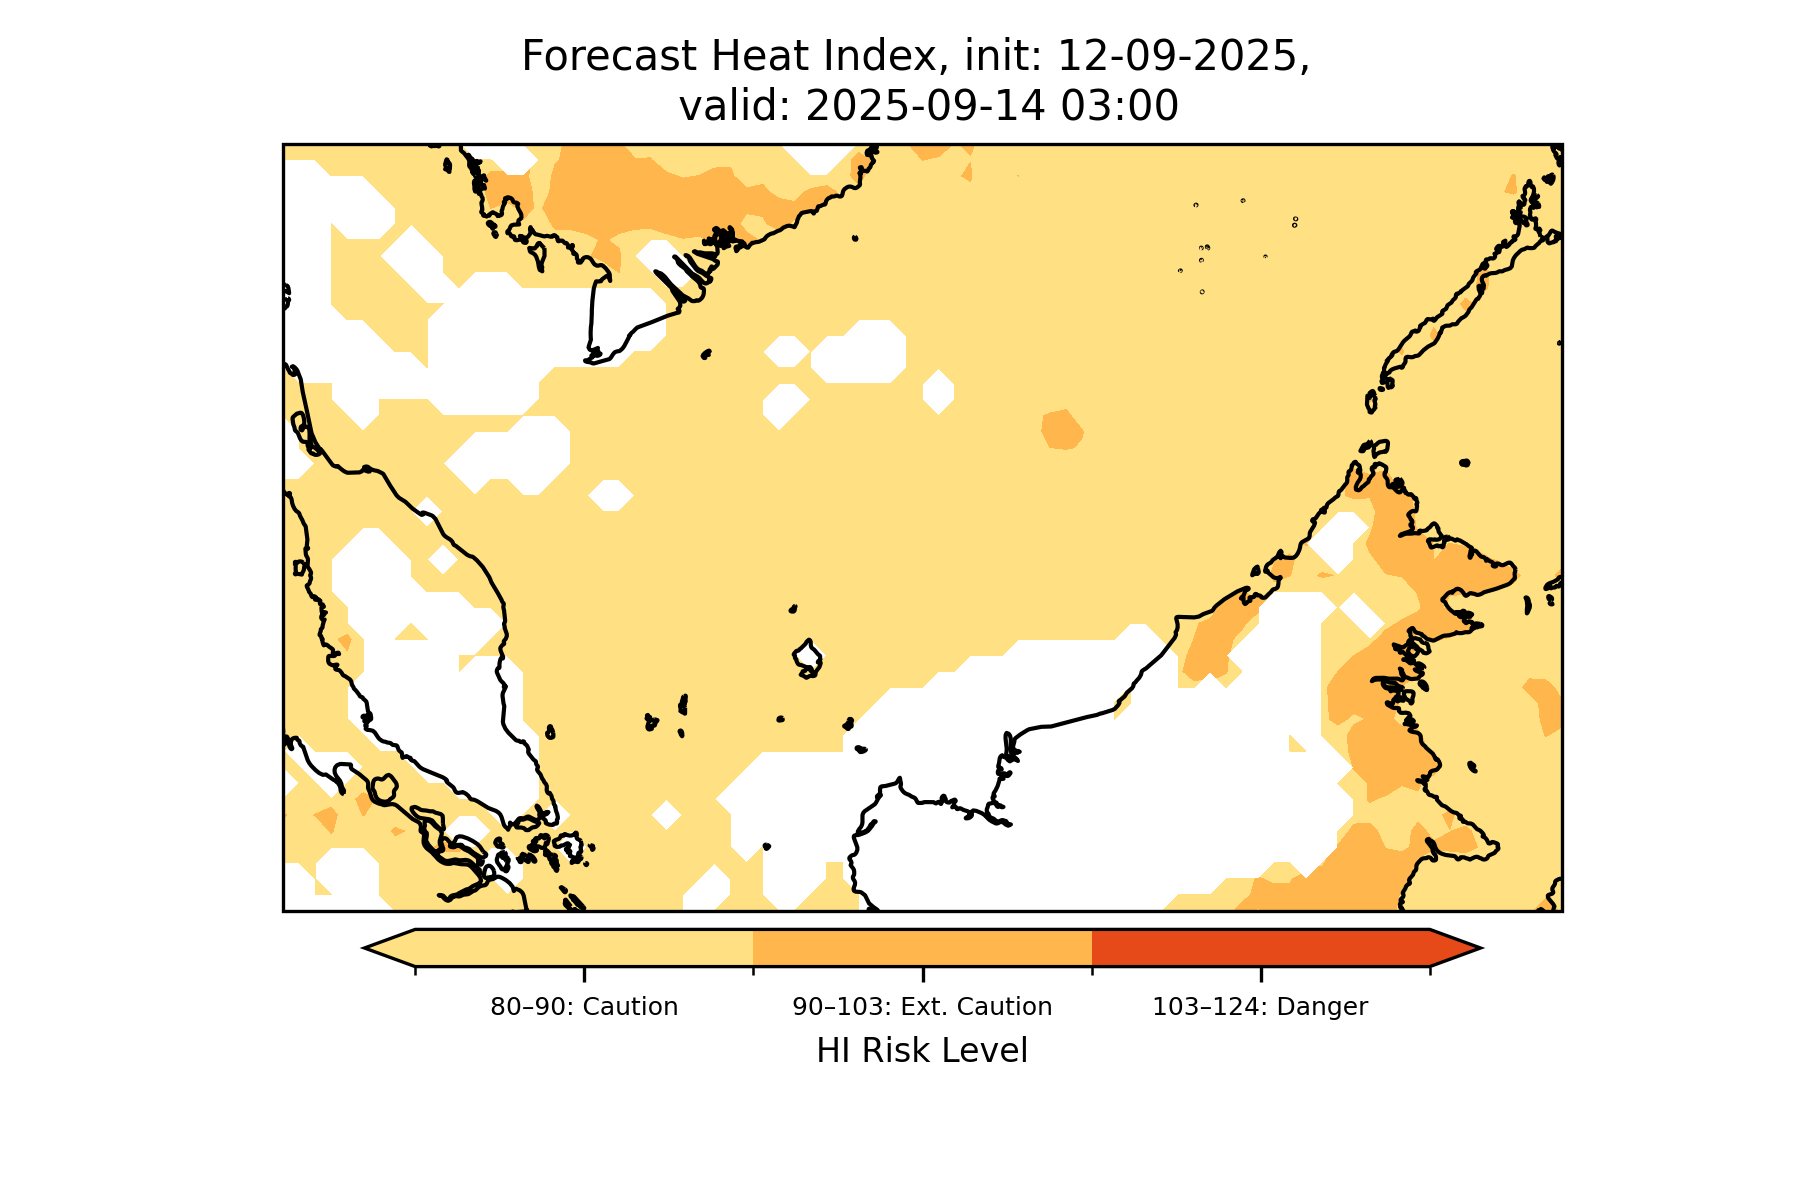 Forecast Heat Index, init: 12-09-2025,
valid: 2025-09-14 03:00
80–90: Caution
90–103: Ext. Caution
103–124: Danger
HI Risk Level